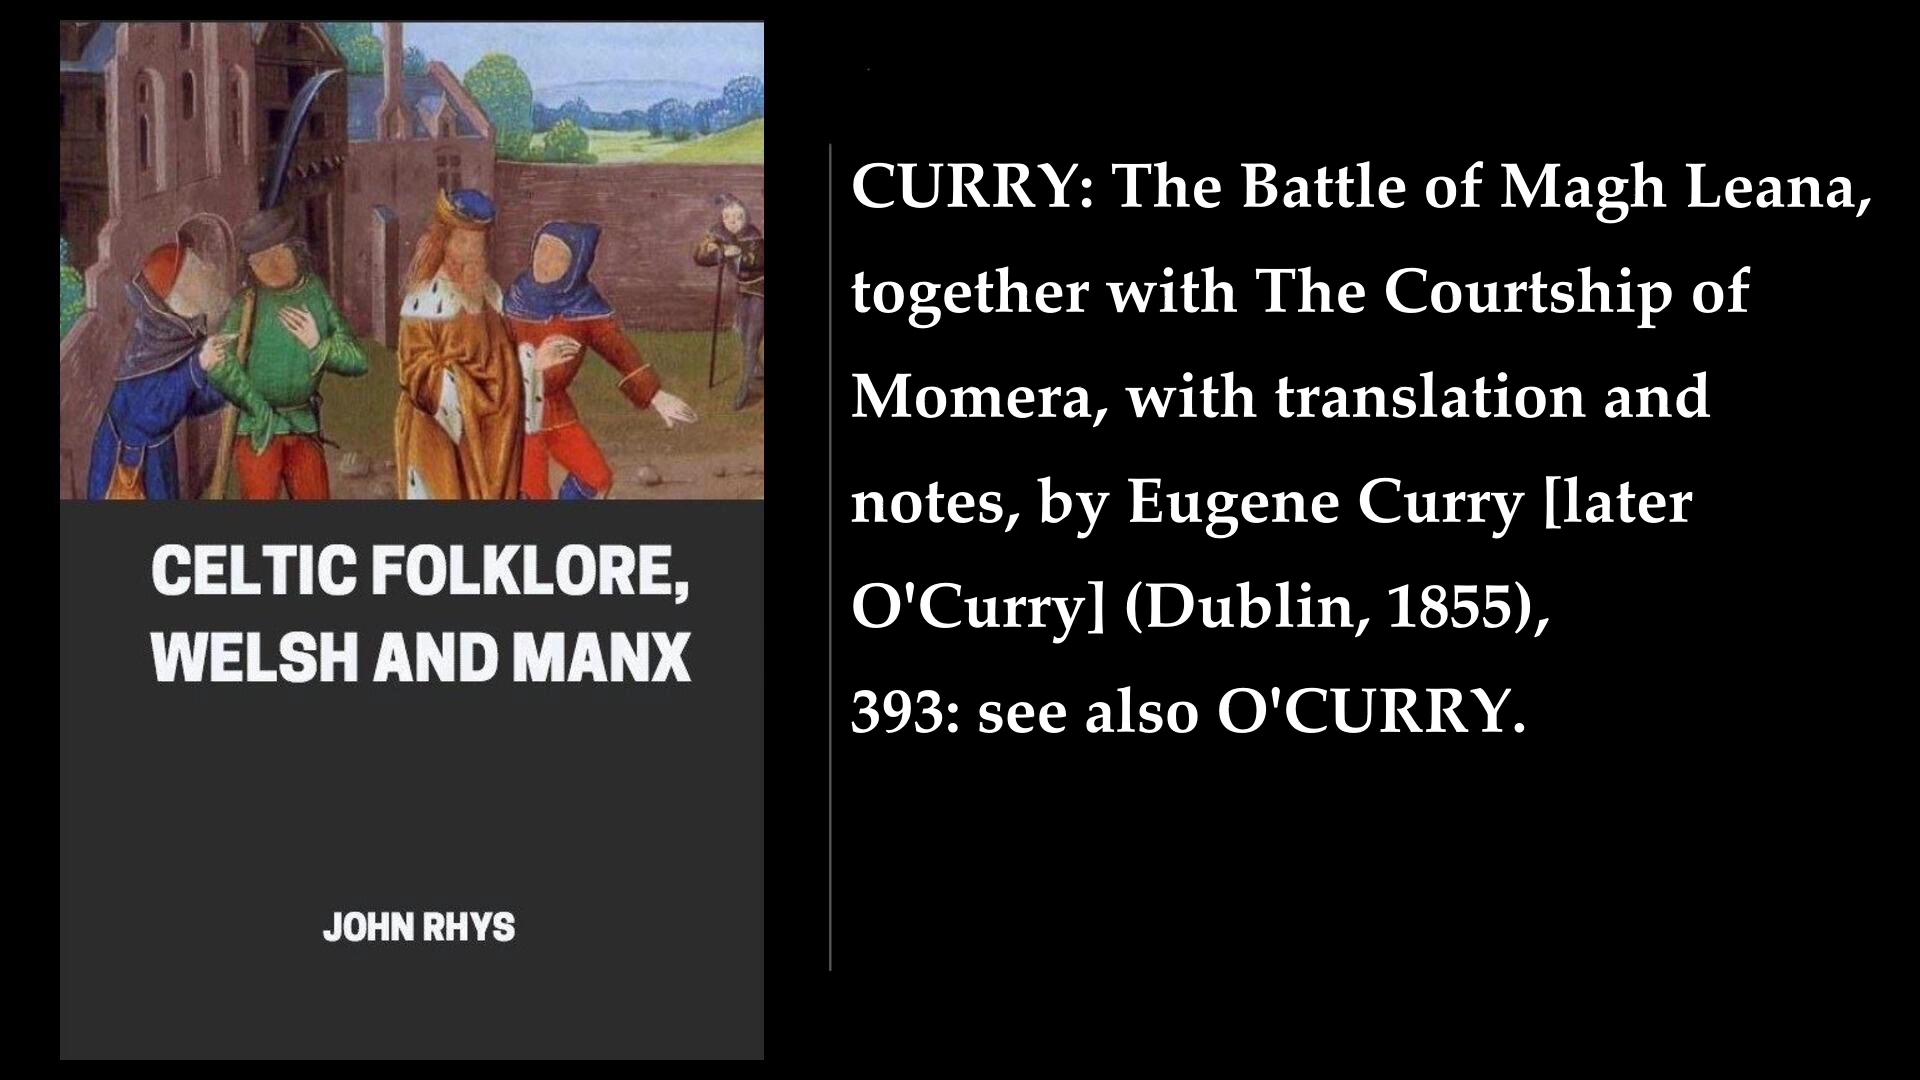 CELTIC FOLKLORE,
WELSH AND MANX
JOHN RHYS
CURRY: The Battle of Magh Leana,
together with The Courtship of
Momera, with translation and
notes, by Eugene Curry [later
O'Curry] (Dublin, 1855),
393: see also O'CURRY.